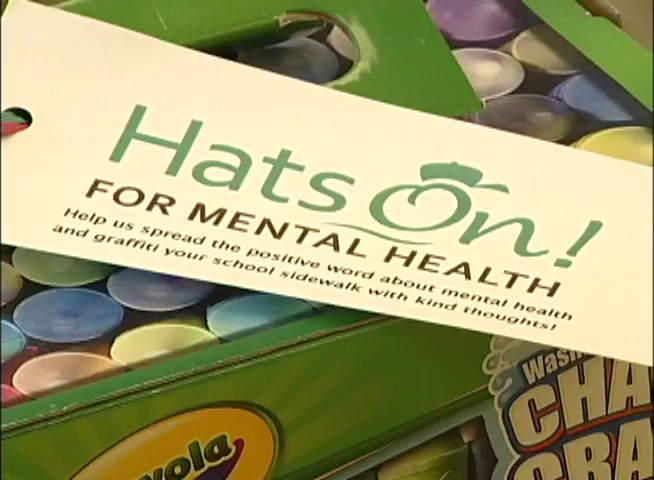 Hats On!
FOR MENTAL HEALTH
Help us spread the positive word about mental health
and graffiti your school sidewalk with kind thoughts!